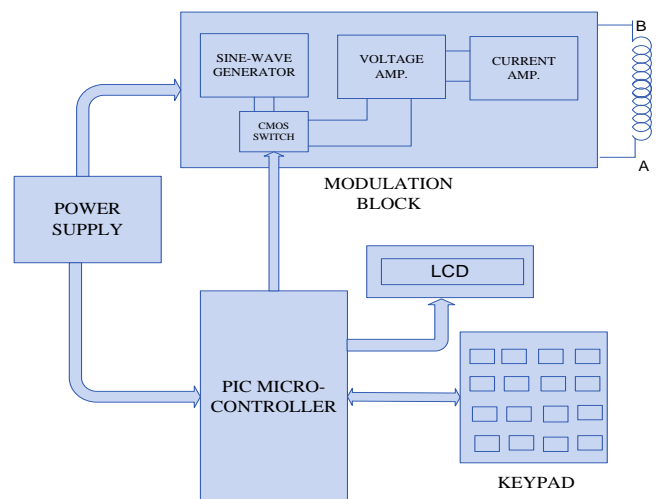 B
SINE-WAVE
GENERATOR
VOLTAGE
AMP.
CURRENT
AMP.
CMOS
SWITCH
A
MODULATION
BLOCK
POWER
SUPPLY
LCD
PIC MICRO-
CONTROLLER
KEYPAD